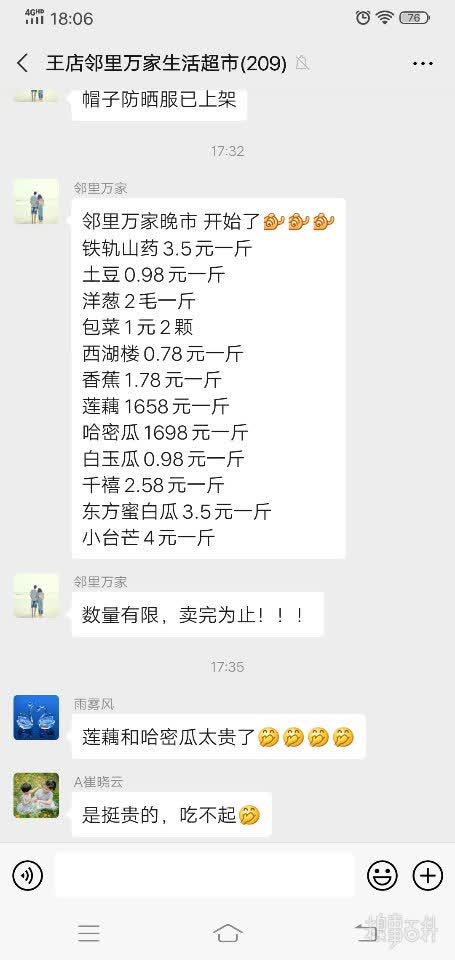 4GHD 18:06 76
王店邻里万家生活超市(209)
帽子防晒服已上架
17:32
邻里万家
邻里万家晚市 开始了
铁轨山药3.5元一斤
土豆0.98元一斤
洋葱2毛一斤
包菜1元2颗
西湖楼0.78元一斤
香蕉1.78元一斤
莲藕1658元一斤
哈密瓜1698元一斤
白玉瓜0.98元一斤
千禧2.58元一斤
东方蜜白瓜3.5元一斤
小台芒4元一斤
邻里万家
数量有限，卖完为止！！！
17:35
雨雾风
莲藕和哈密瓜太贵了🤭🤭🤭🤭
A崔晓云
是挺贵的，吃不起🤭
糗事百科